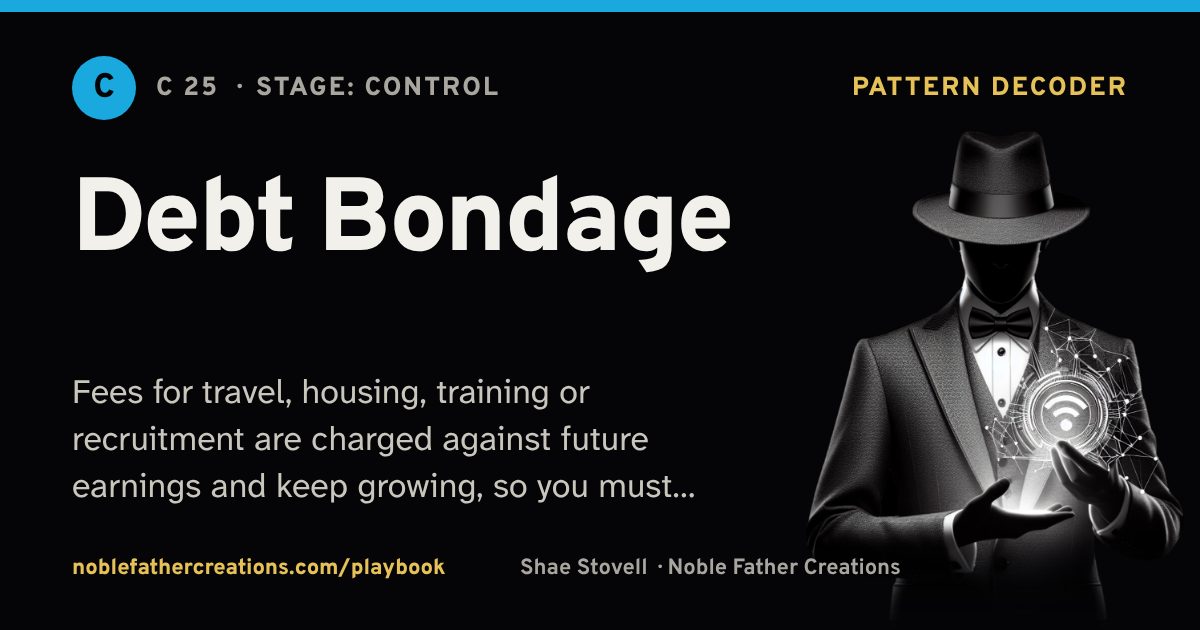 C
C 25 · STAGE: CONTROL
PATTERN DECODER
Debt Bondage
Fees for travel, housing, training or
recruitment are charged against future
earnings and keep growing, so you must...
noblefathercreations.com/playbook
Shae Stovell · Noble Father Creations